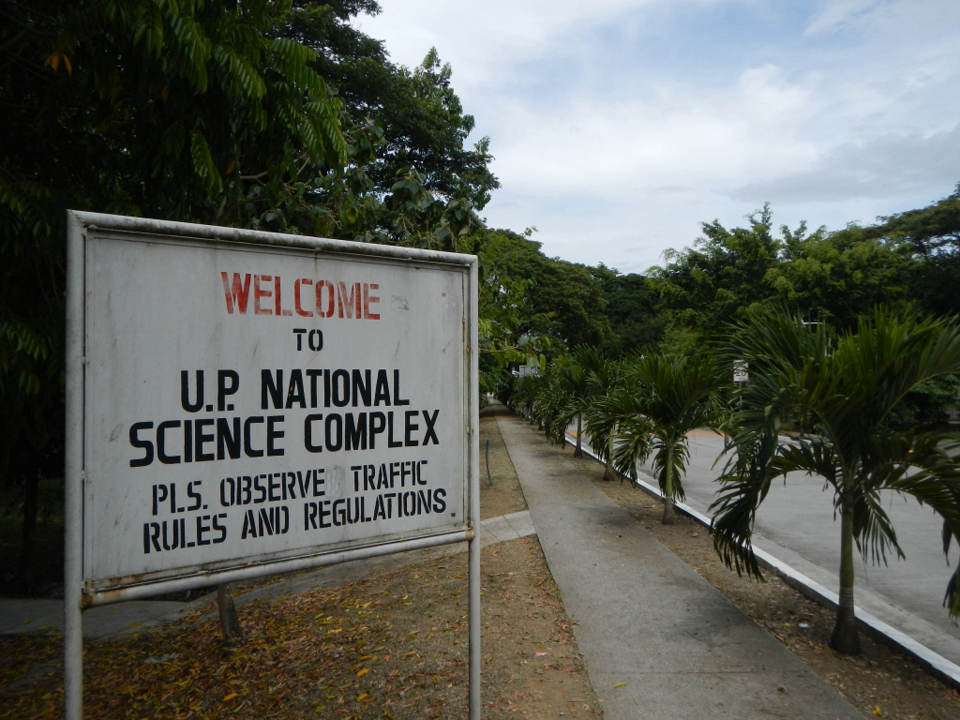 WELCOME
TO
U.P. NATIONAL
SCIENCE COMPLEX
PLS. OBSERVE TRAFFIC
RULES AND REGULATIONS.